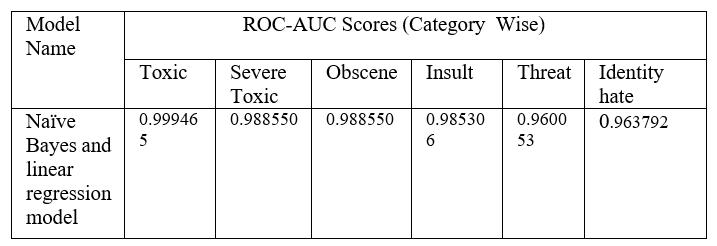 Model
Name
ROC-AUC Scores (Category Wise)
Toxic
Severe
Toxic
Obscene
Insult
Threat
Identity
hate
Naïve
Bayes and
linear
regression
model
0.99946
5
0.988550
0.988550
0.98530
6
0.9600
53
0.963792